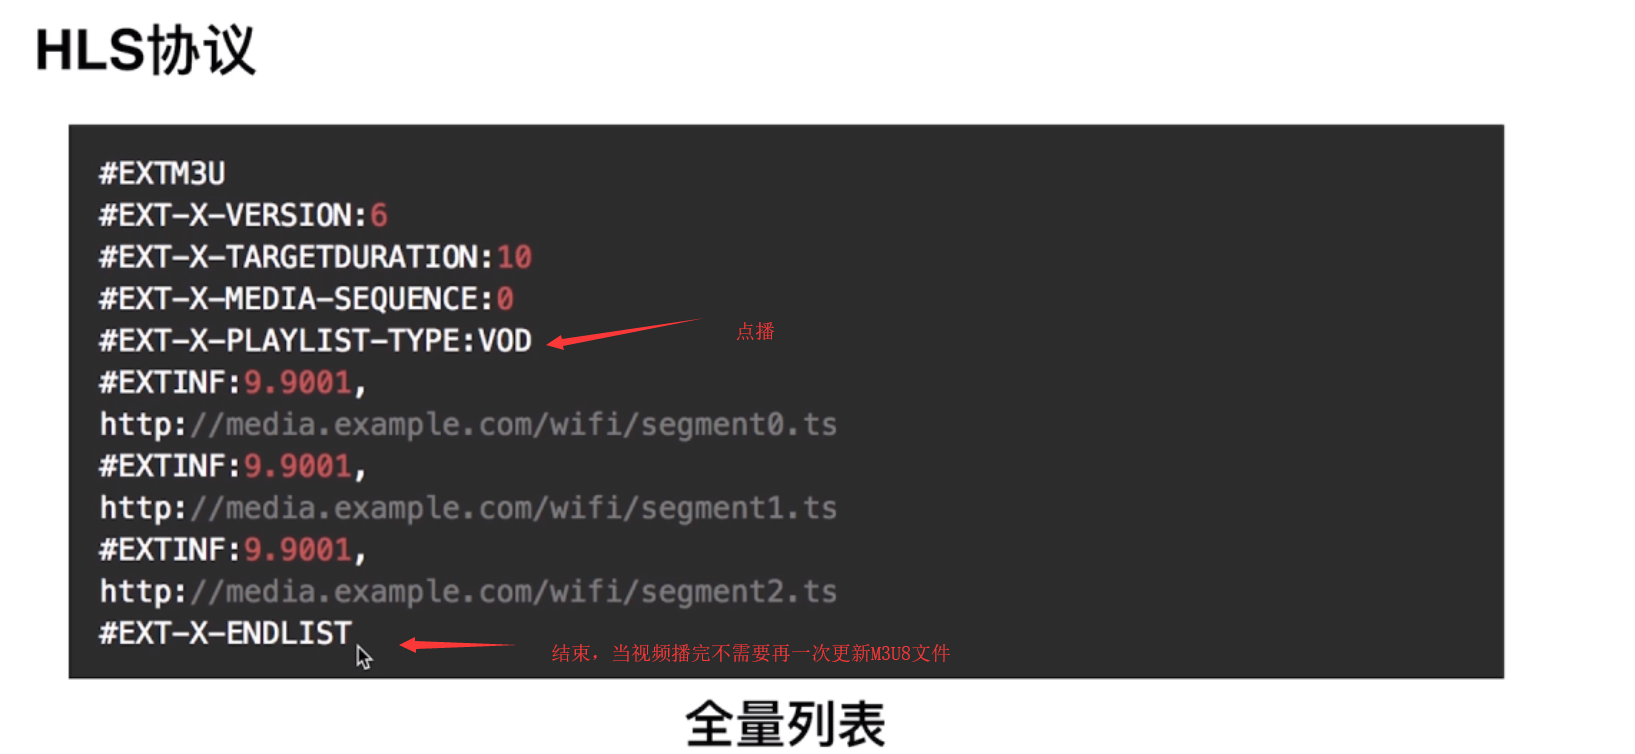 HLS协议
#EXTM3U
#EXT-X-VERSION:6
#EXT-X-TARGETDURATION:10
#EXT-X-MEDIA-SEQUENCE:0
#EXT-X-PLAYLIST-TYPE:VOD
点播
#EXTINF:9.9001,
http://media.example.com/wifi/segment0.ts
#EXTINF:9.9001,
http://media.example.com/wifi/segment1.ts
#EXTINF:9.9001,
http://media.example.com/wifi/segment2.ts
#EXT-X-ENDLIST
结束，当视频播完不需要再一次更新M3U8文件
全量列表